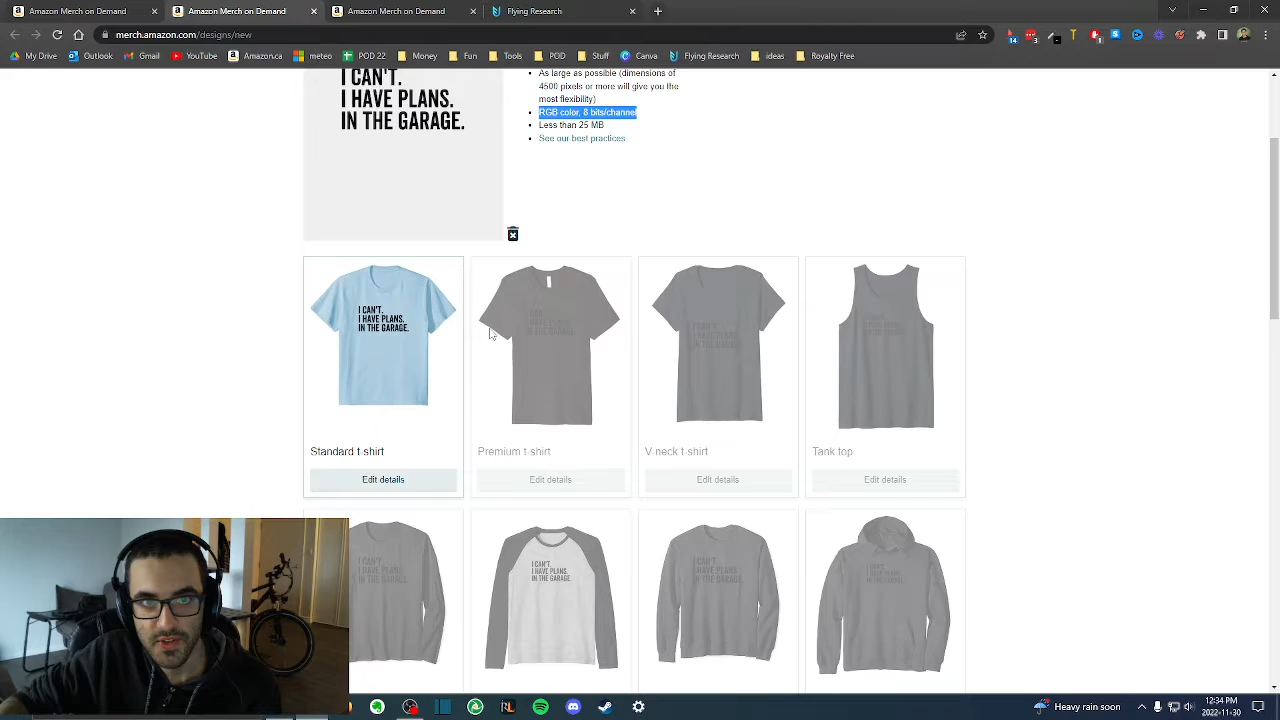 Amazon Merch on Demand
Amazon Merch on Demand
Amazon Merch on Demand
Flying Research
merch.amazon.com/designs/new
My Drive
Outlook
Gmail
YouTube
Amazon.ca
meteo
POD 22
Fun
Tools
POD
Stuff
Canva
Flying Research
ideas
Royalty Free
I CAN'T.
I HAVE PLANS.
IN THE GARAGE.
As large as possible (dimensions of
4500 pixels or more will give you the
most flexibility)
RGB color, 8 bits/channel
Less than 25 MB
See our best practices
I CAN'T.
I HAVE PLANS.
IN THE GARAGE.
Standard t-shirt
Premium t-shirt
V-neck t-shirt
Tank top
Edit details
Edit details
Edit details
Edit details
I CAN'T.
I HAVE PLANS.
IN THE GARAGE.
Heavy rain soon
12:34 PM
2022-11-30